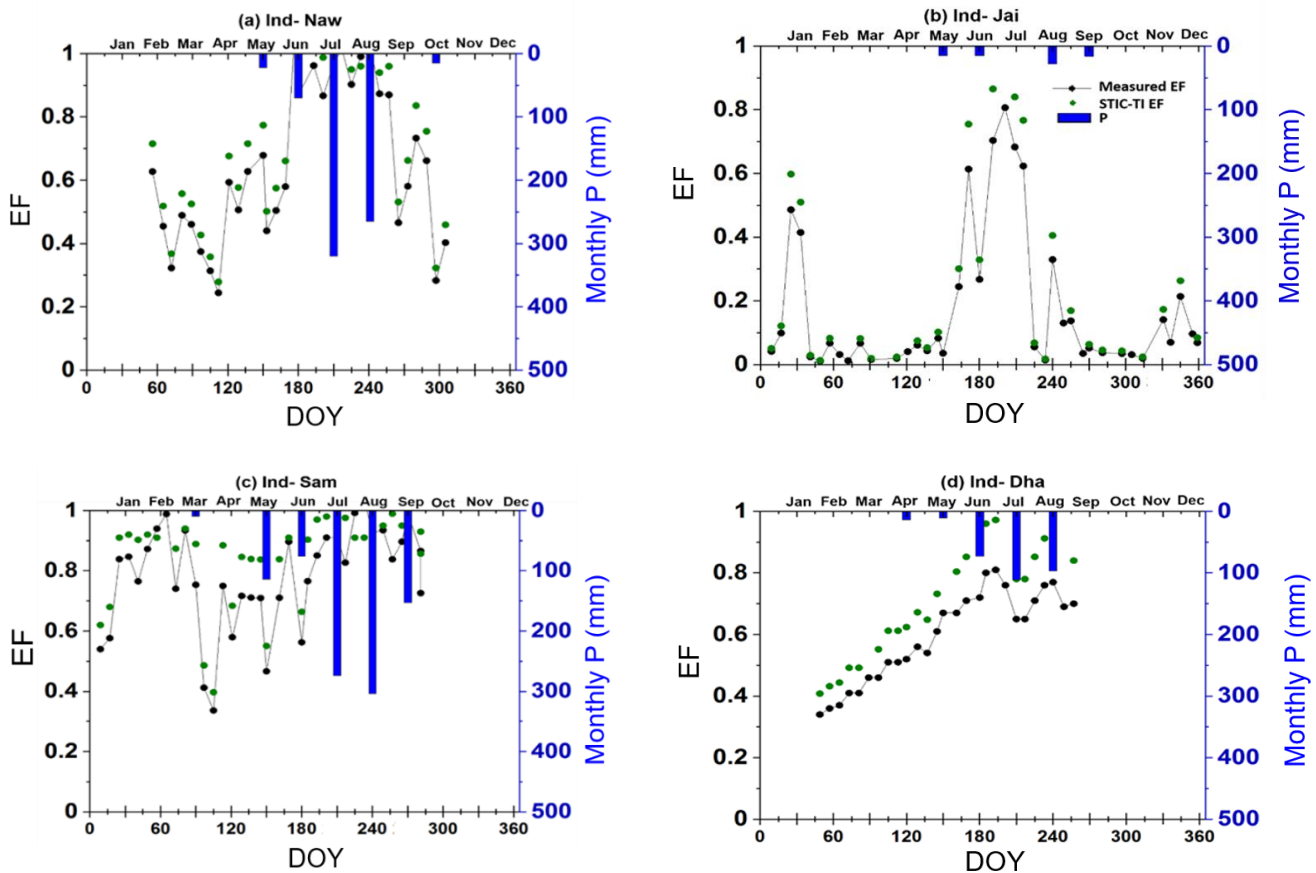 (a) Ind- Naw
Jan Feb Mar Apr May Jun Jul Aug Sep Oct Nov Dec
1
0.8
0.6
0.4
0.2
0
EF
0
100
200
300
400
500
Monthly P (mm)
0 60 120 180 240 300 360
DOY
(b) Ind- Jai
Jan Feb Mar Apr May Jun Jul Aug Sep Oct Nov Dec
1
0.8
0.6
0.4
0.2
0
EF
Measured EF
STIC-TI EF
P
0
100
200
300
400
500
Monthly P (mm)
0 60 120 180 240 300 360
DOY
(c) Ind- Sam
Jan Feb Mar Apr May Jun Jul Aug Sep Oct Nov Dec
1
0.8
0.6
0.4
0.2
0
EF
0
100
200
300
400
500
Monthly P (mm)
0 60 120 180 240 300 360
DOY
(d) Ind- Dha
Jan Feb Mar Apr May Jun Jul Aug Sep Oct Nov Dec
1
0.8
0.6
0.4
0.2
0
EF
0
100
200
300
400
500
Monthly P (mm)
0 60 120 180 240 300 360
DOY